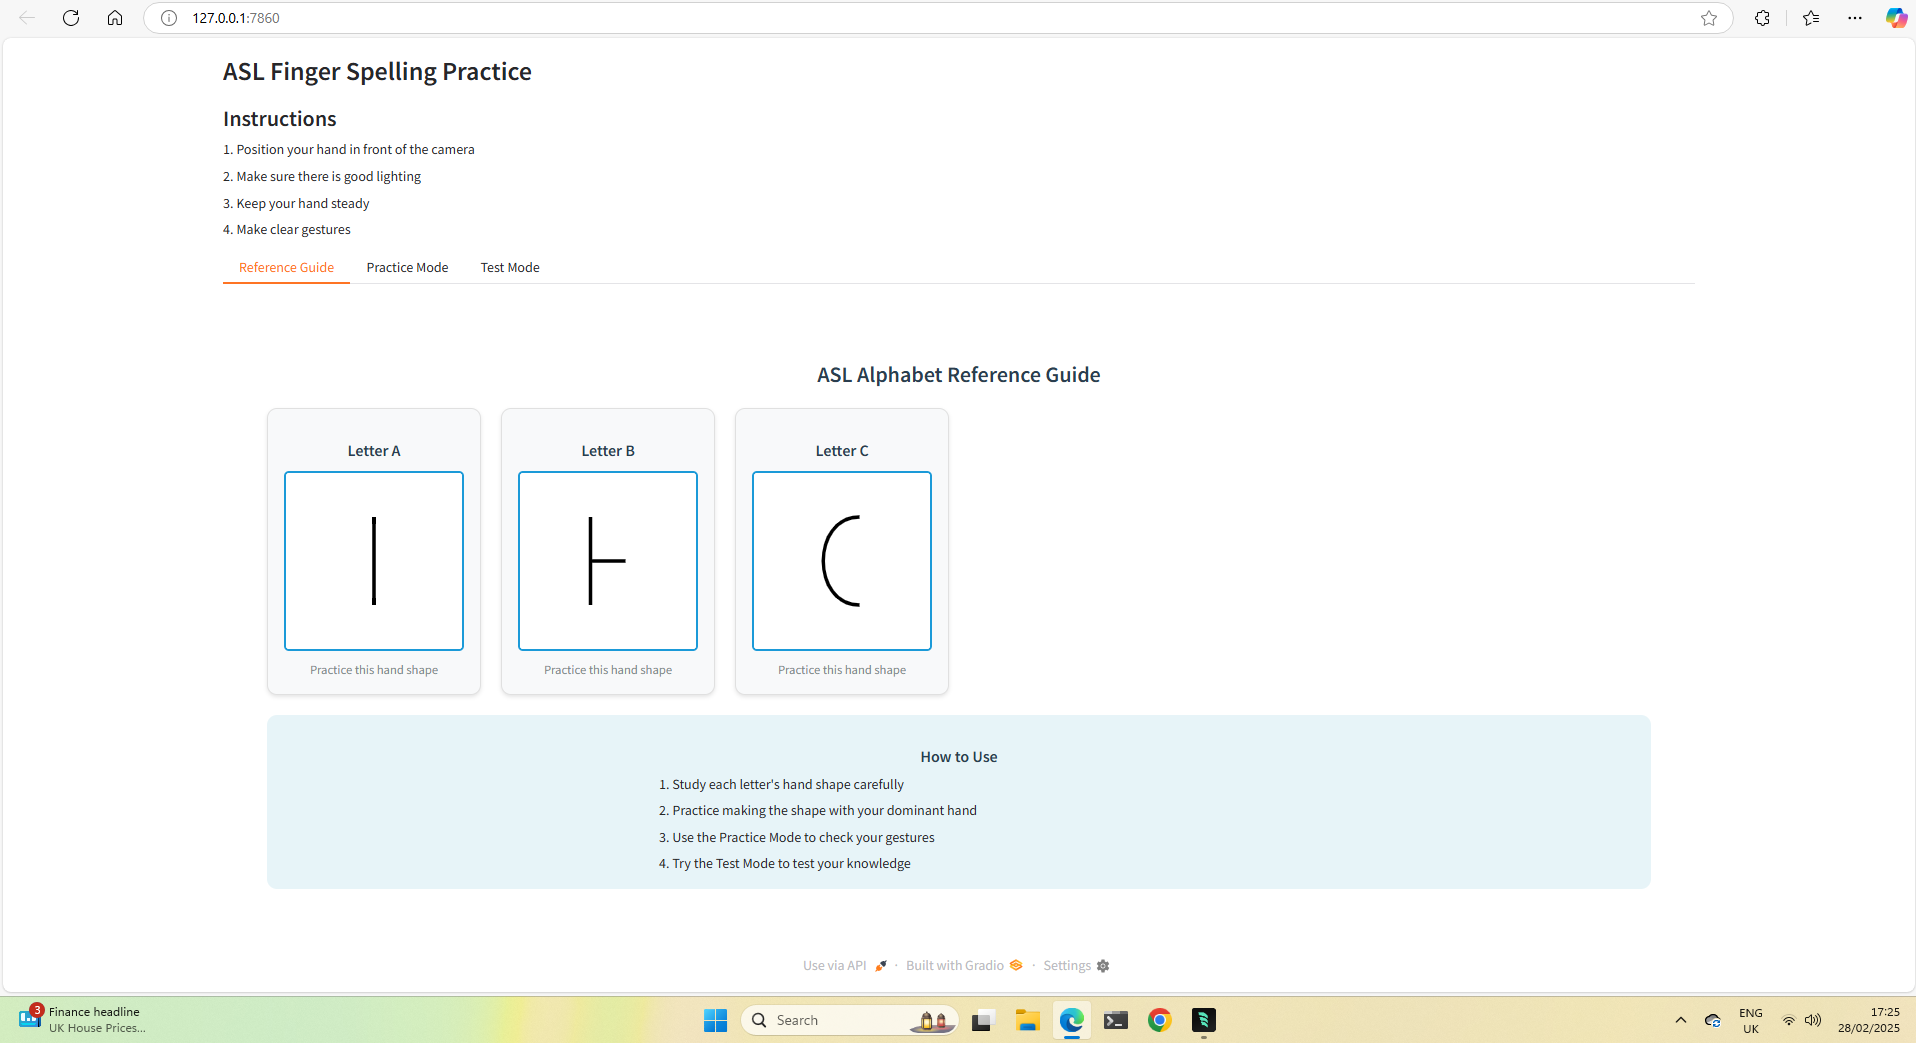 127.0.0.1:7860
ASL Finger Spelling Practice
Instructions
1. Position your hand in front of the camera
2. Make sure there is good lighting
3. Keep your hand steady
4. Make clear gestures
Reference Guide Practice Mode Test Mode
ASL Alphabet Reference Guide
Letter A Letter B Letter C
Practice this hand shape Practice this hand shape Practice this hand shape
How to Use
1. Study each letter's hand shape carefully
2. Practice making the shape with your dominant hand
3. Use the Practice Mode to check your gestures
4. Try the Test Mode to test your knowledge
Use via API · Built with Gradio · Settings
3 Finance headline
UK House Prices...
Search
ENG
UK
17:25
28/02/2025